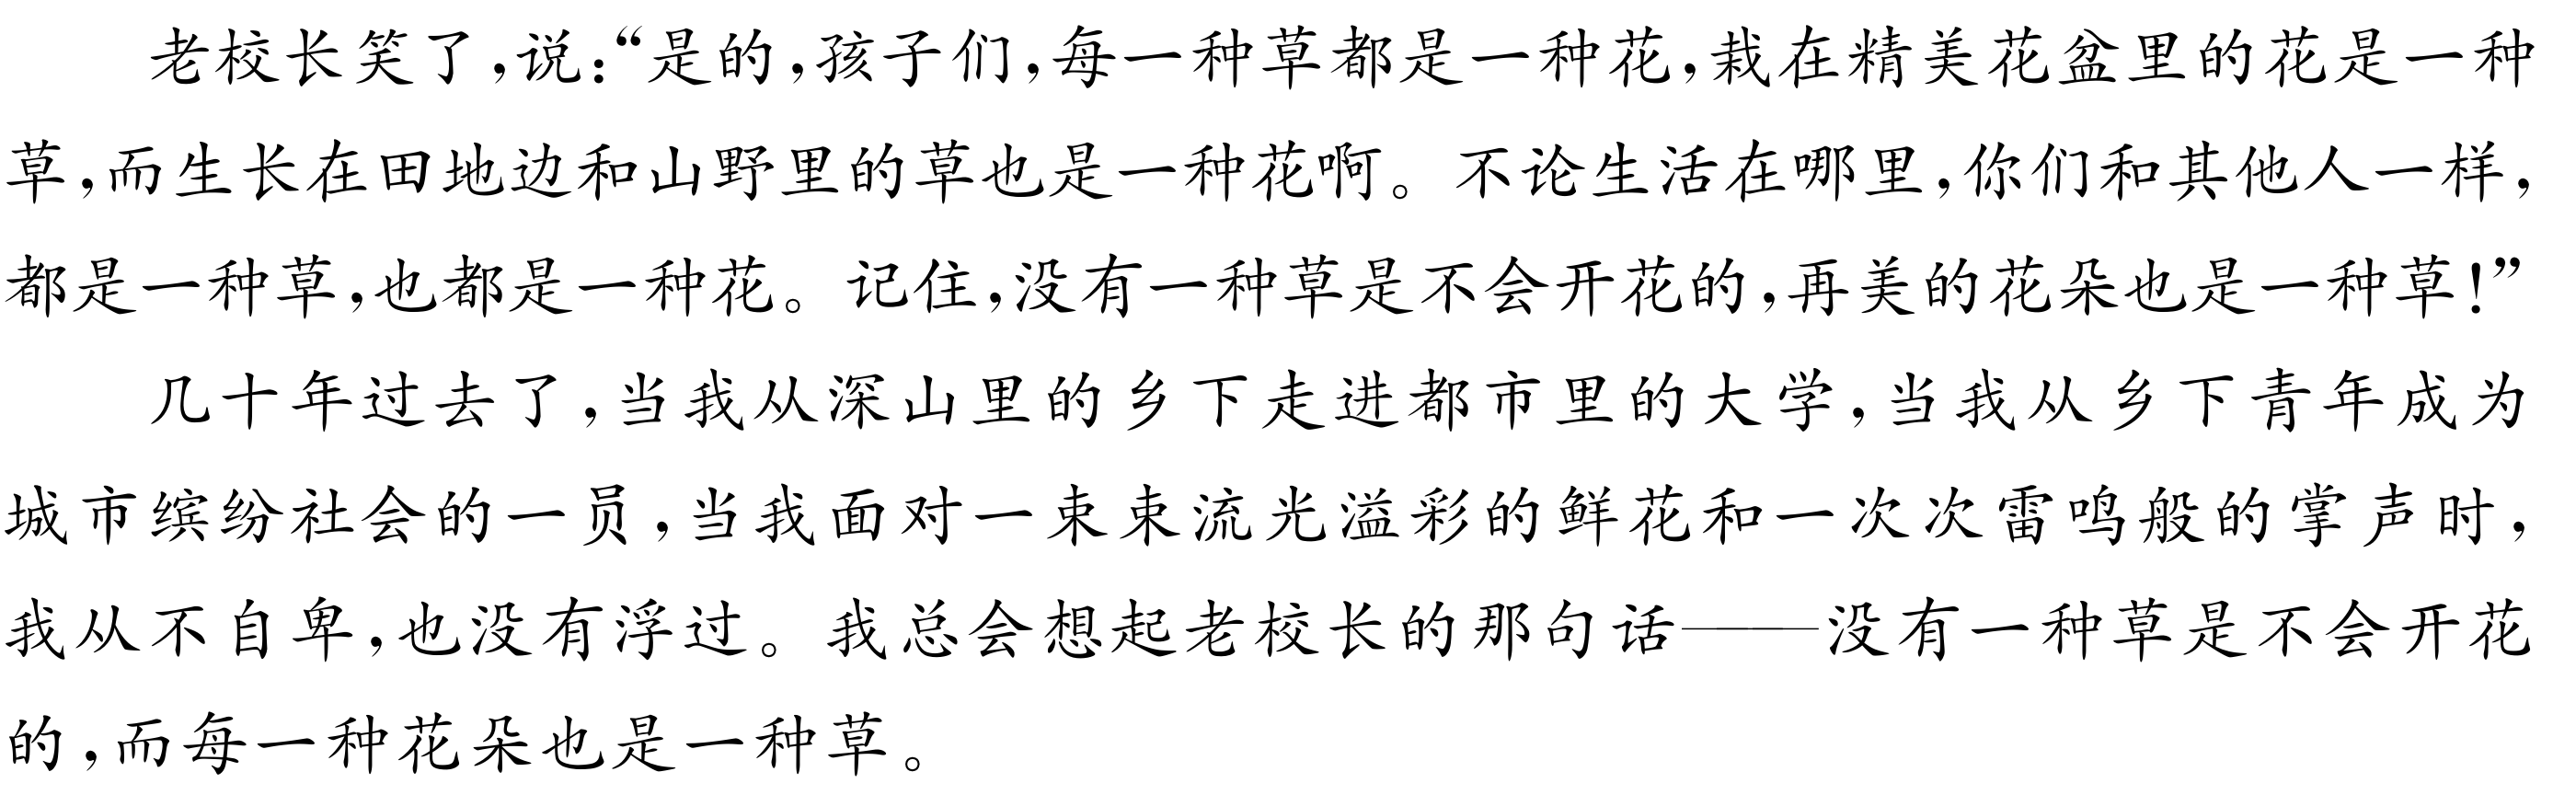 老校长笑了,说:“是的,孩子们,每一种草都是一种花,栽在精美花盆里的花是一种
草,而生长在田地边和山野里的草也是一种花啊。不论生活在哪里,你们和其他人一样,
都是一种草,也都是一种花。记住,没有一种草是不会开花的,再美的花朵也是一种草!”
几十年过去了,当我从深山里的乡下走进都市里的大学,当我从乡下青年成为
城市缤纷社会的一员,当我面对一束束流光溢彩的鲜花和一次次雷鸣般的掌声时,
我从不自卑,也没有浮过。我总会想起老校长的那句话——没有一种草是不会开花
的,而每一种花朵也是一种草。